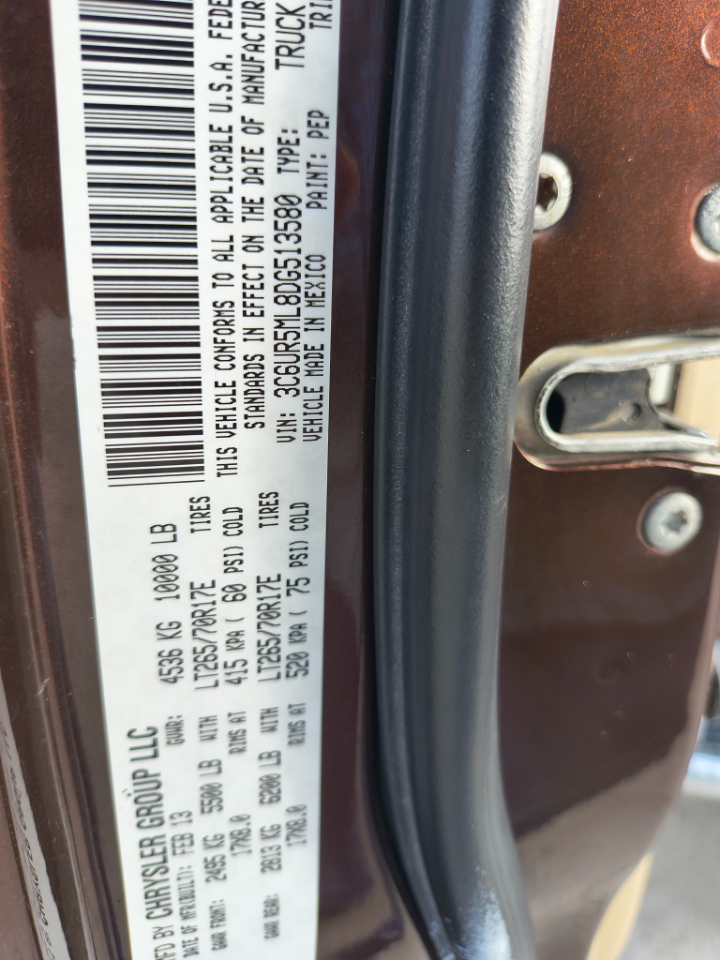 MFD BY CHRYSLER GROUP LLC
DATE OF MFR(BUILT): FEB 13 GVWR: 4536 KG 10000 LB
GAWR FRONT: 2495 KG 5500 LB WITH LT265/70R17E TIRES
17X8.0 RIMS AT 415 KPA ( 60 PSI) COLD
GAWR REAR: 2813 KG 6200 LB WITH LT265/70R17E TIRES
17X8.0 RIMS AT 520 KPA ( 75 PSI) COLD
THIS VEHICLE CONFORMS TO ALL APPLICABLE U.S.A. FEDE
STANDARDS IN EFFECT ON THE DATE OF MANUFACTUR
VIN: 3C6UR5ML8DG513580 TYPE: TRUCK
VEHICLE MADE IN MEXICO PAINT: PEP TRI